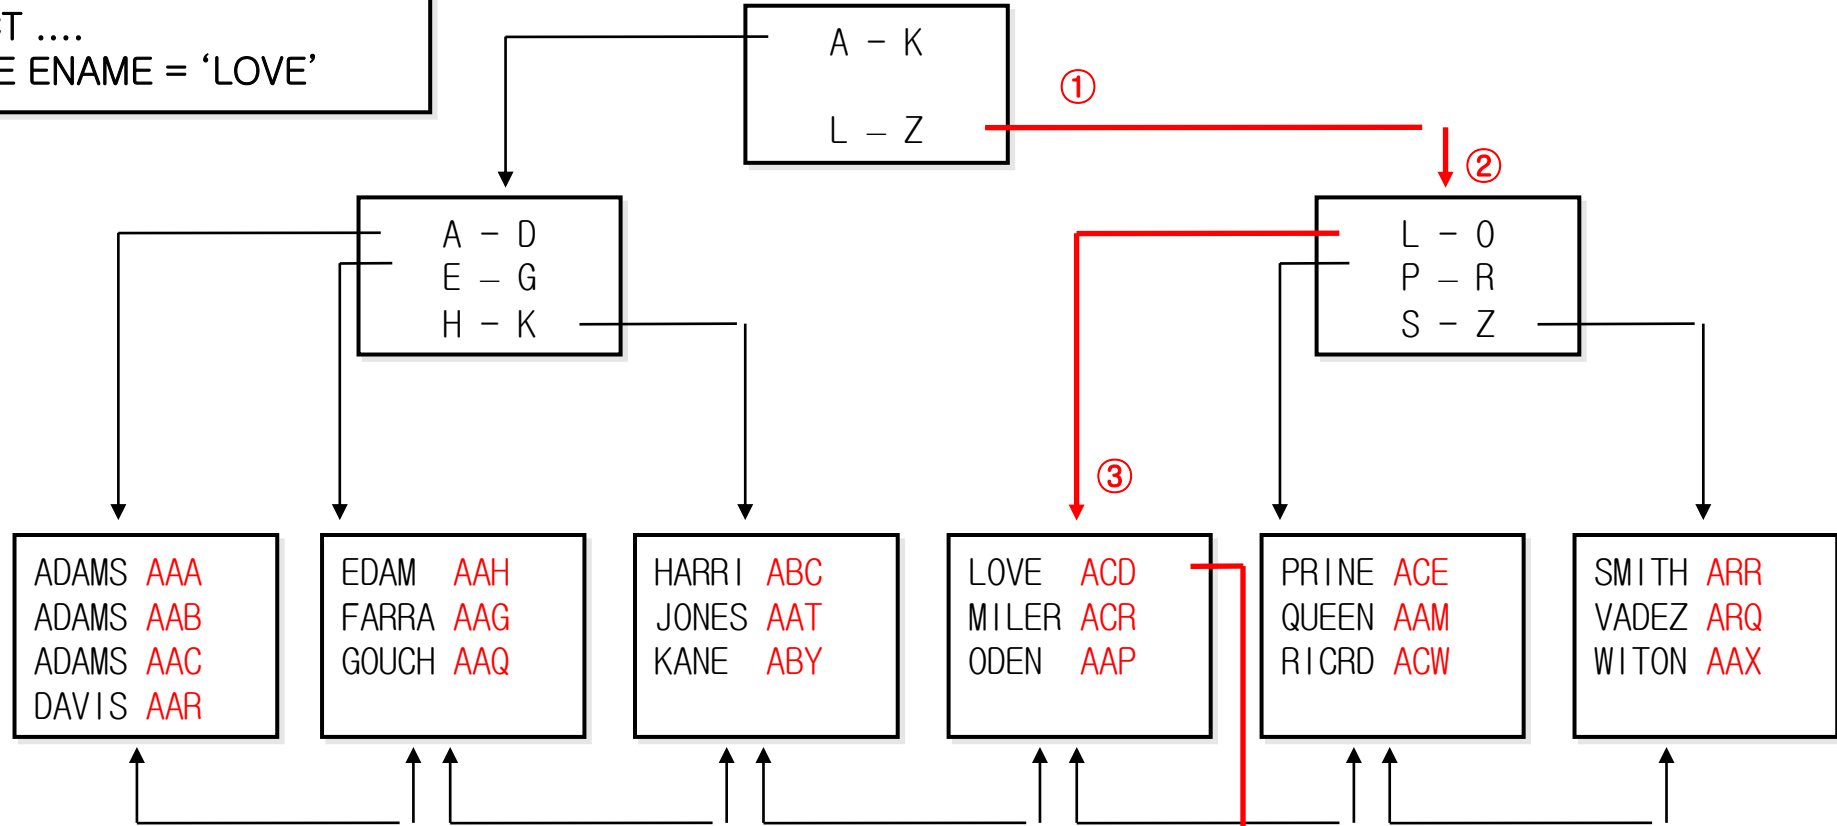 CT ....
E ENAME = ‘LOVE’
A - K
L - Z
①
②
A - D
E - G
H - K
L - O
P - R
S - Z
③
ADAMS AAA
ADAMS AAB
ADAMS AAC
DAVIS AAR
EDAM AAH
FARRA AAG
GOUCH AAQ
HARRI ABC
JONES AAT
KANE ABY
LOVE ACD
MILER ACR
ODEN AAP
PRINE ACE
QUEEN AAM
RICRD ACW
SMITH ARR
VADEZ ARQ
WITON AAX